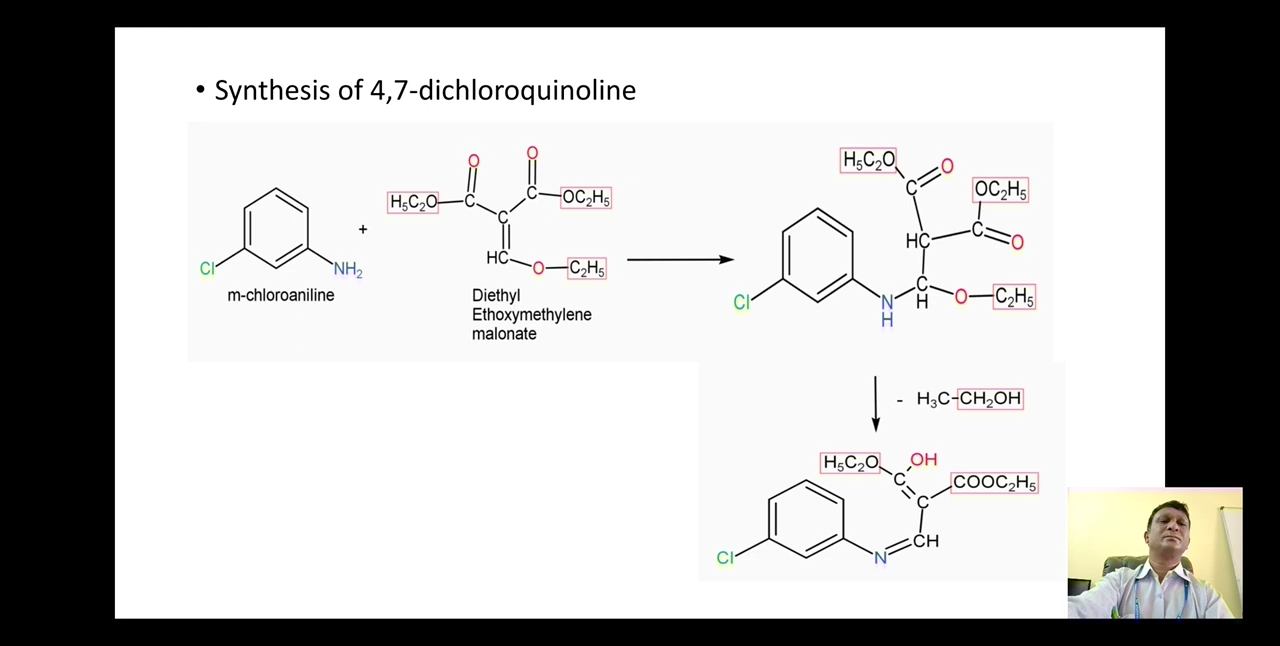 • Synthesis of 4,7-dichloroquinoline
O O
H₅C₂O C C OC₂H₅
C
HC O C₂H₅
+
Cl NH₂
m-chloroaniline
Diethyl
Ethoxymethylene
malonate
H₅C₂O O
C OC₂H₅
HC C O
C
Cl N H O C₂H₅
H
- H₃C-CH₂OH
H₅C₂O OH
C COOC₂H₅
C
CH
Cl N